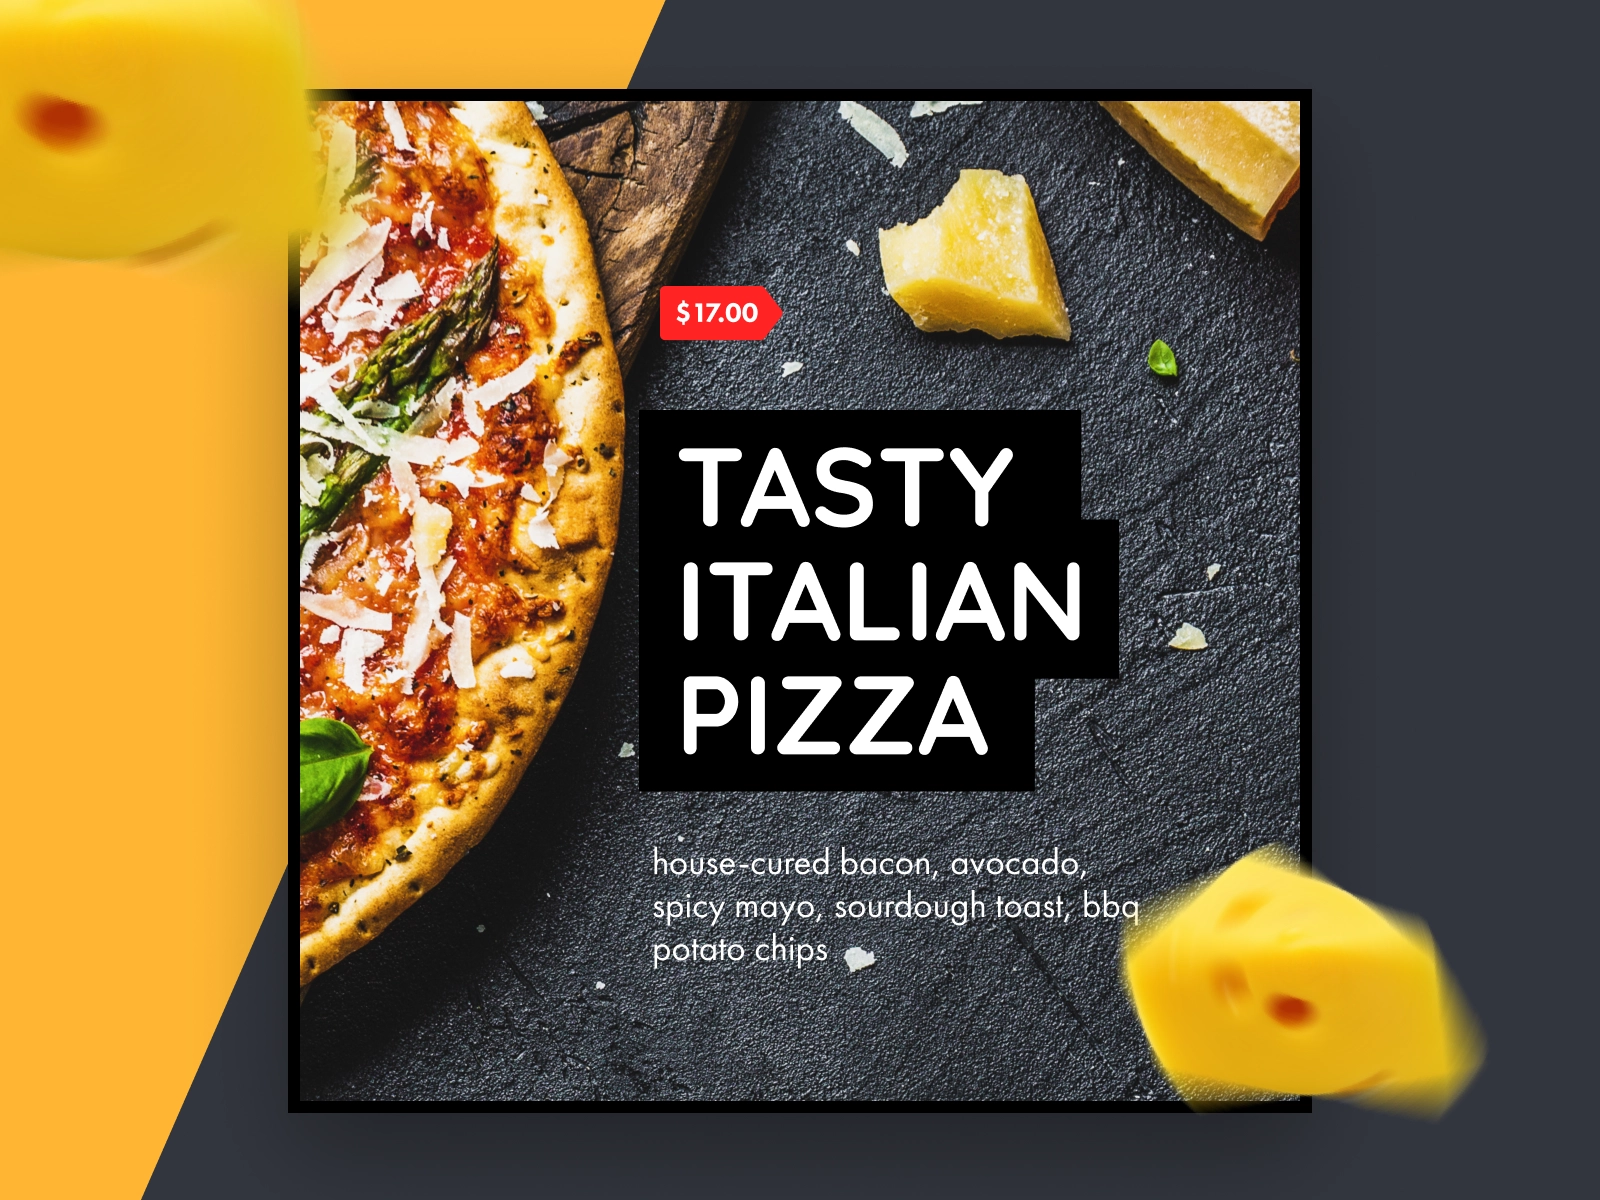 $17.00
TASTY
ITALIAN
PIZZA
house-cured bacon, avocado,
spicy mayo, sourdough toast, bbq
potato chips